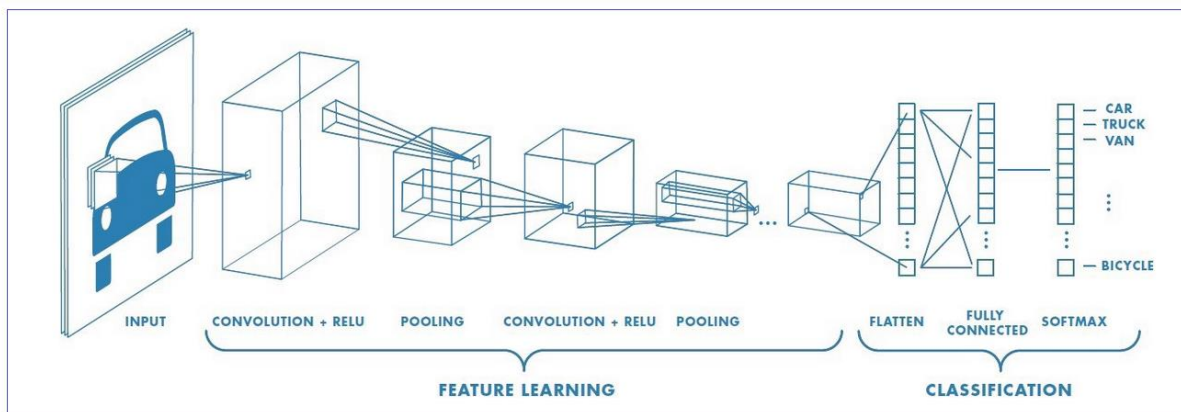 CAR
TRUCK
VAN
BICYCLE
INPUT
CONVOLUTION + RELU
POOLING
CONVOLUTION + RELU
POOLING
FLATTEN
FULLY
CONNECTED
SOFTMAX
FEATURE LEARNING
CLASSIFICATION